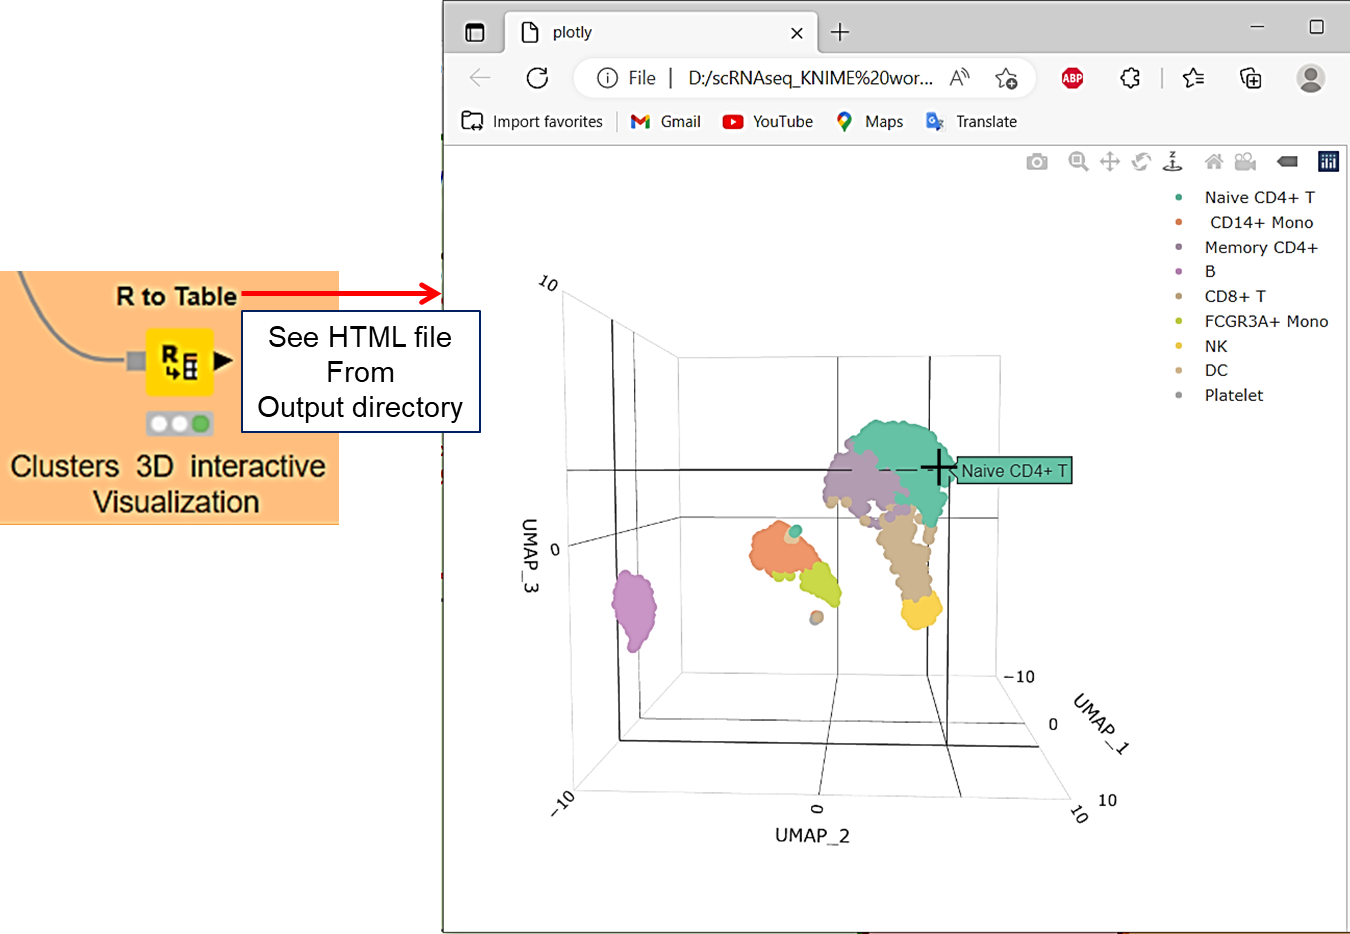 plotly
File | D:/scRNAseq_KNIME%20wor...
ABP
Import favorites
Gmail
YouTube
Maps
Translate
R to Table
See HTML file
From
Output directory
R
Clusters 3D interactive
Visualization
Z
Naive CD4+ T
CD14+ Mono
Memory CD4+
B
CD8+ T
FCGR3A+ Mono
NK
DC
Platelet
10
0
UMAP_3
Naive CD4+ T
−10
0
10
UMAP_1
−10
0
10
UMAP_2